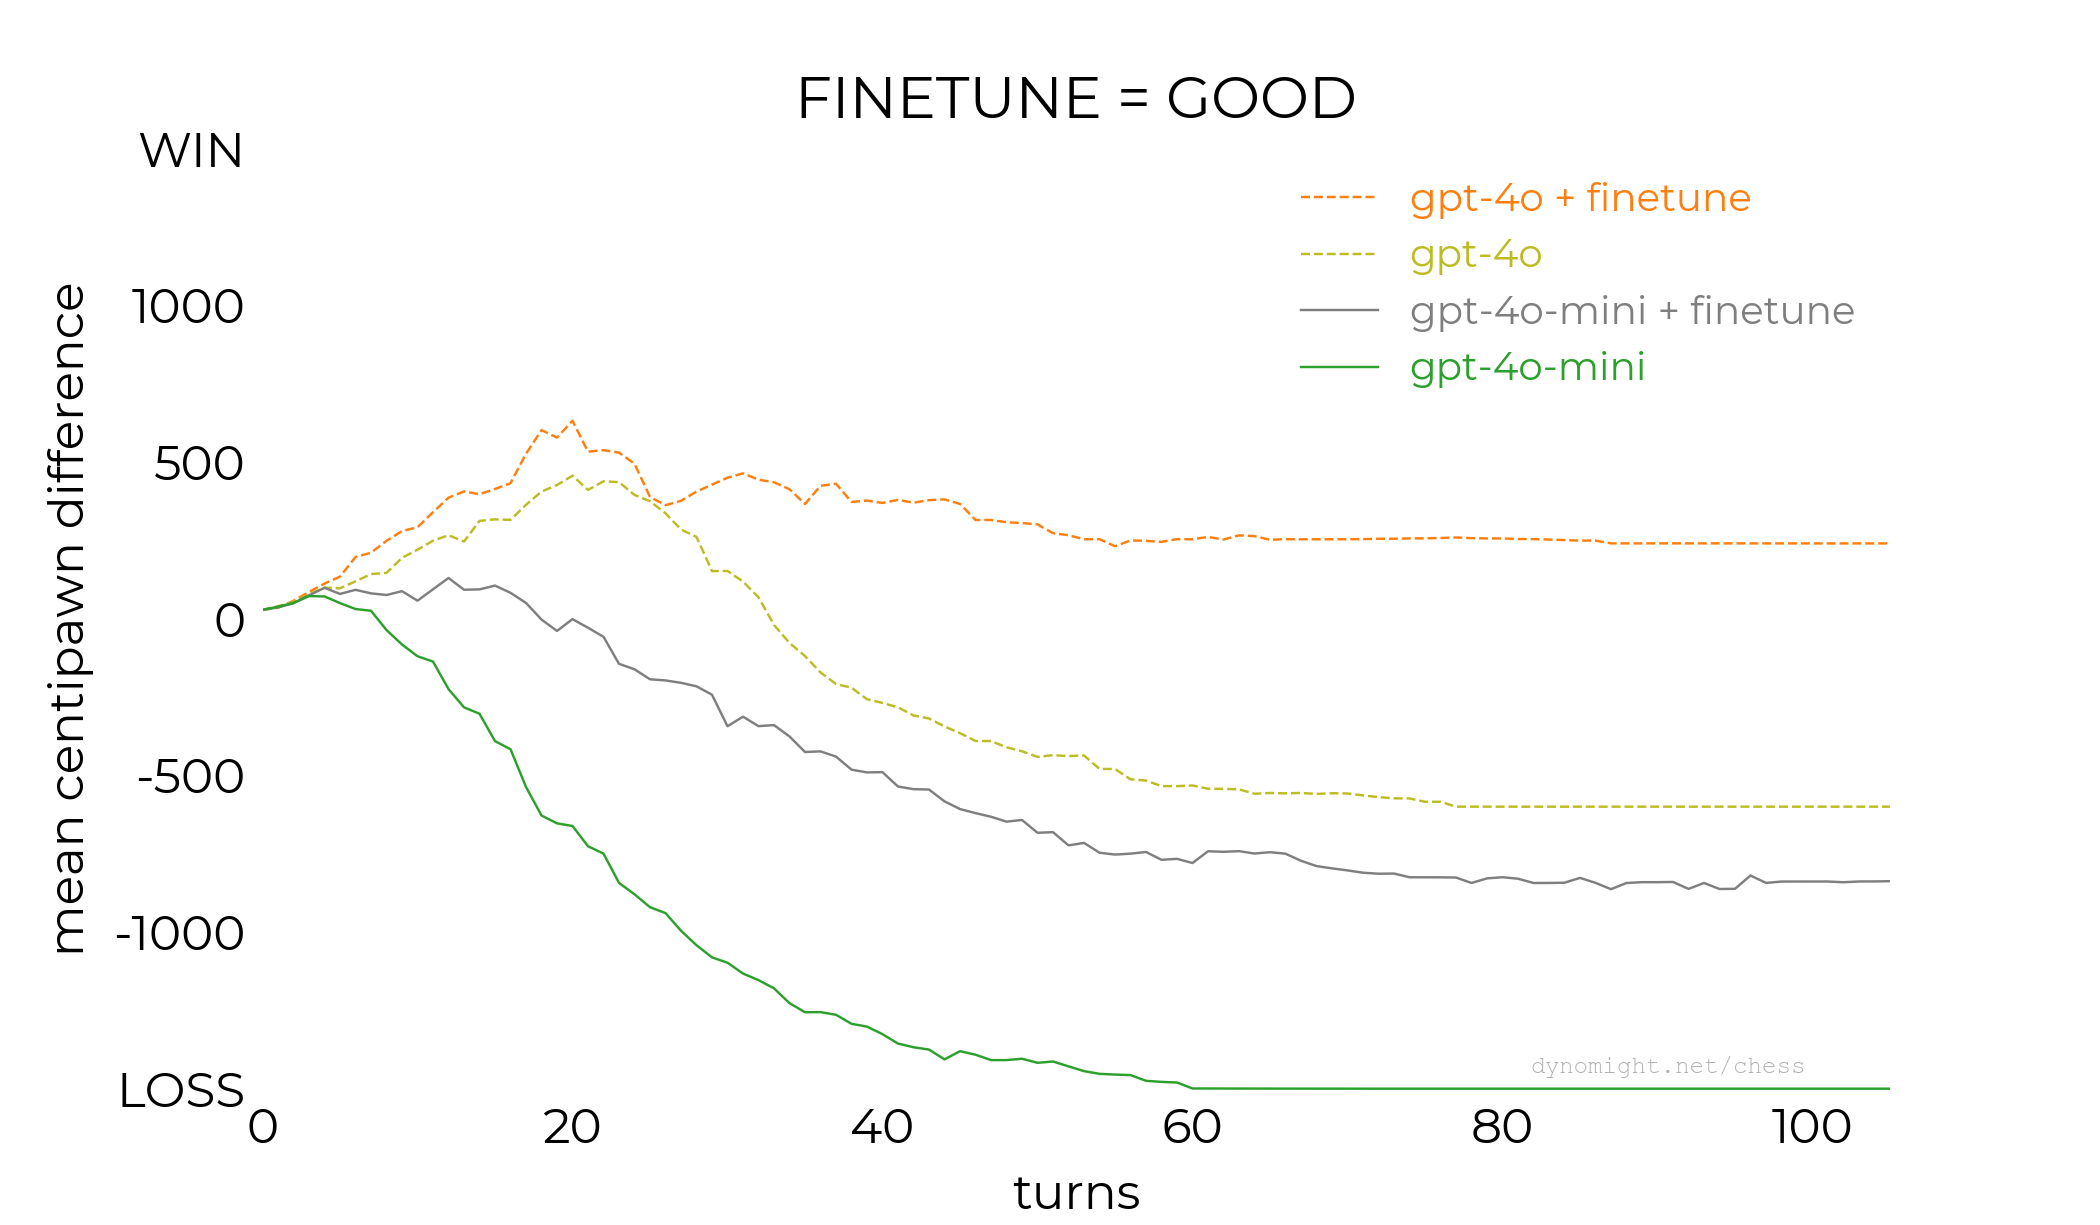 FINETUNE = GOOD
WIN
gpt-4o + finetune
gpt-4o
gpt-4o-mini + finetune
gpt-4o-mini
mean centipawn difference
1000
500
0
-500
-1000
LOSS
dynomight.net/chess
0 20 40 60 80 100
turns